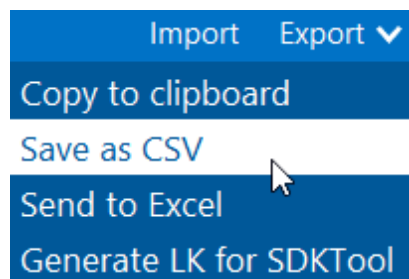 Import Export
Copy to clipboard
Save as CSV
Send to Excel
Generate LK for SDKTool